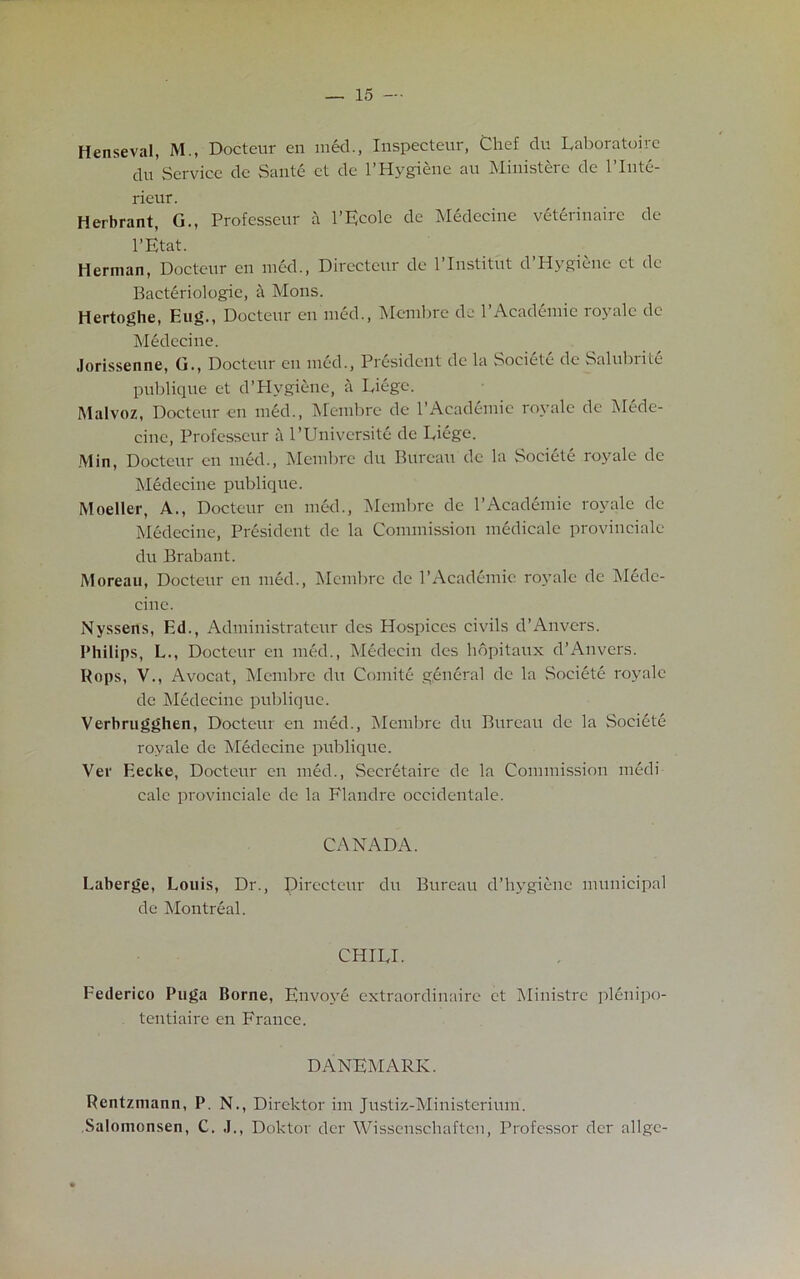 — 15 —
Henseval, M., Docteur en méd., Inspecteur, Chef du Laboratoire
du Service de Santé et de l'Hygiène au Ministère de l'Inté-
rieur.
Herbrant, G., Professeur à l'Ecole de Médecine vétérinaire de
l'Etat.
Herman, Docteur en méd., Directeur de l'Institut d'Hygiène et de
Bactériologie, à Mons.
Hertoghe, Eug., Docteur en méd., Membre de l'Académie royale de
Médecine.
Jorissenne, G., Docteur en méd., Président de la Société de Salubrité
publique et d'Hygiène, à Liége.
Malvoz, Docteur en méd., Membre de l'Académie royale de Méde-
cine, Professeur à l'Université de Liége.
Min, Docteur en méd., Membre du Bureau de la Société royale de
Médecine publique.
Moeller, A., Docteur en méd., Membre de l'Académie royale de
Médecine, Président de la Commission médicale provinciale
du Brabant.
Moreau, Docteur en méd., Membre de l'Académie royale de Méde-
cine.
Nyssens, Ed., Administrateur des Hospices civils d'Anvers.
Philips, L., Docteur en méd., Médecin des hôpitaux d'Anvers.
Rops, V., Avocat, Membre du Comité général de la Société royale
de Médecine publique.
Verbrugghen, Docteur en méd., Membre du Bureau de la Société
royale de Médecine publique.
Ver Eecke, Docteur en méd., Secrétaire de la Commission médi
cale provinciale de la Flandre occidentale.
CANADA.
Laberge, Louis, Dr., Directeur du Bureau d'hygiène municipal
de Montréal.
CHILI.
Federico Puga Borne, Envoyé extraordinaire et Ministre plénipo-
tentiaire en France.
DANEMARK.
Rentzmann, P. N., Direktor im Justiz-Ministerium.
Salomonsen, C. J., Doktor der Wissenschaften, Professor der allge-